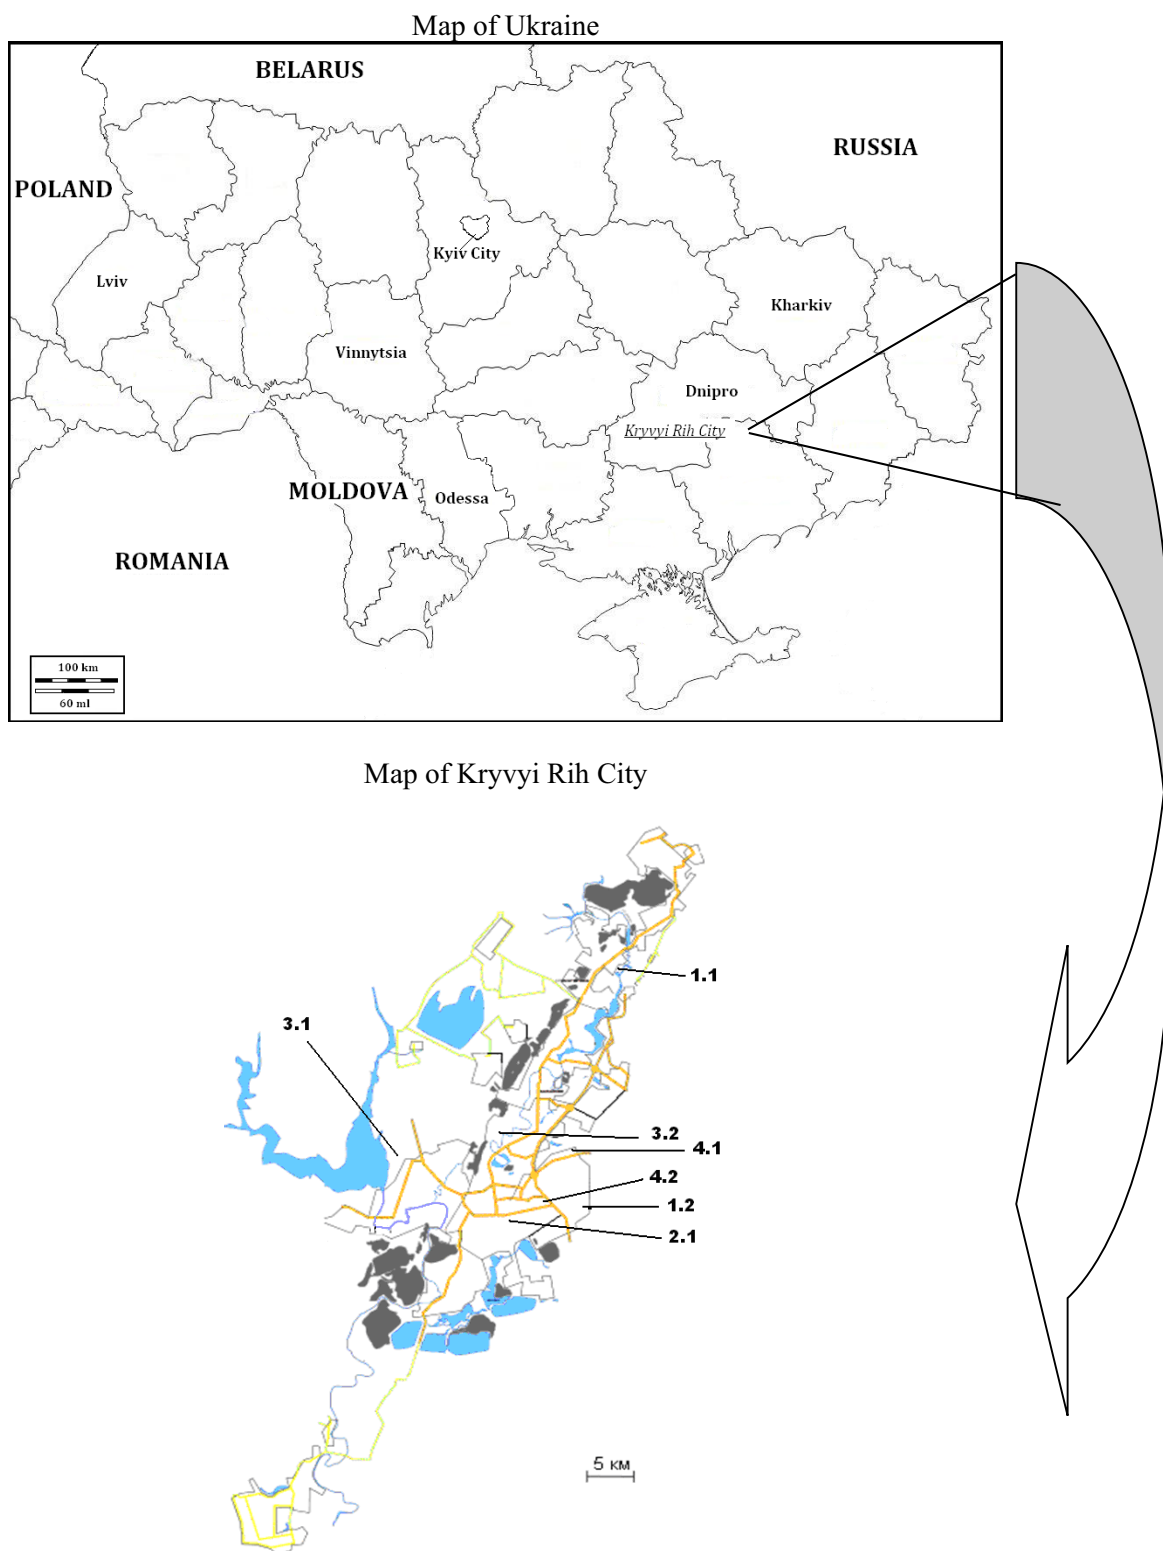 Map of Ukraine
BELARUS
RUSSIA
POLAND
Kyiv City
Lviv
Kharkiv
Vinnytsia
Dnipro
Kryvyi Rih City
MOLDOVA
Odessa
ROMANIA
100 km
60 ml
Map of Kryvyi Rih City
1.1
3.1
3.2
4.1
4.2
1.2
2.1
5 км